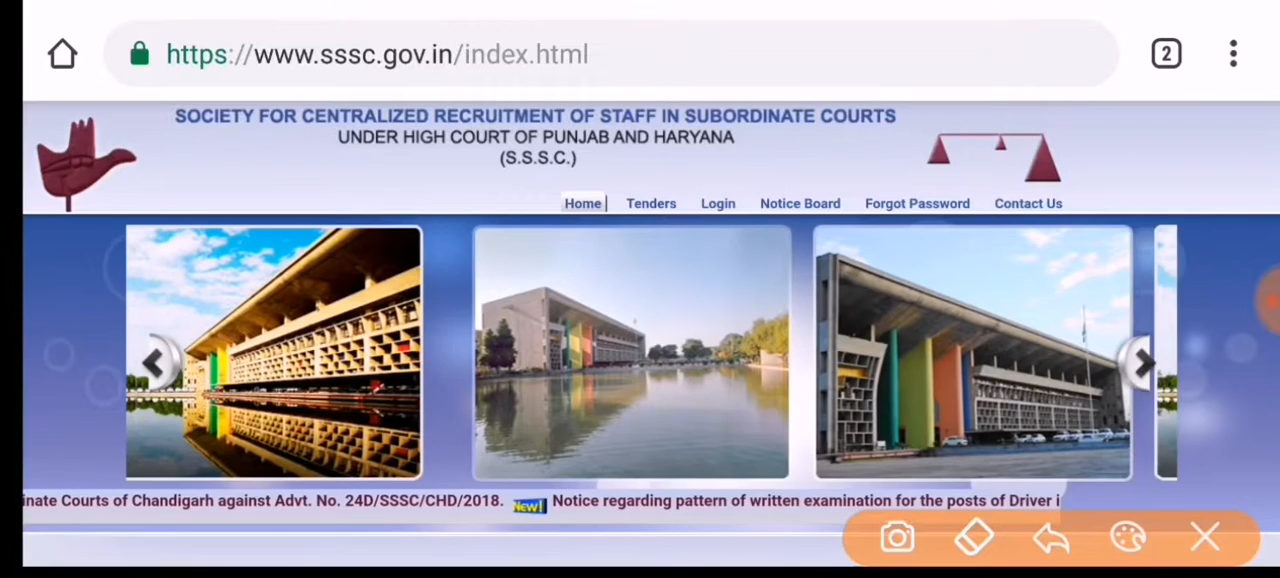 https://www.sssc.gov.in/index.html
2
SOCIETY FOR CENTRALIZED RECRUITMENT OF STAFF IN SUBORDINATE COURTS
UNDER HIGH COURT OF PUNJAB AND HARYANA
(S.S.S.C.)
Home Tenders Login Notice Board Forgot Password Contact Us
inate Courts of Chandigarh against Advt. No. 24D/SSSC/CHD/2018. New! Notice regarding pattern of written examination for the posts of Driver i